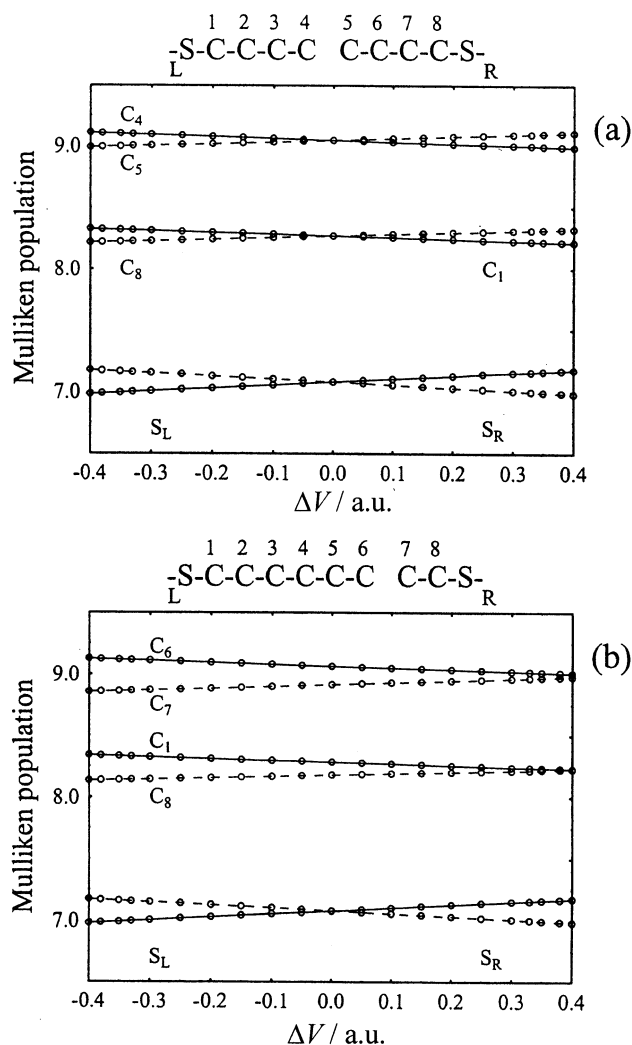 1 2 3 4 5 6 7 8
-S-C-C-C-C C-C-C-C-S-
L R
(a)
Mulliken population
9.0
8.0
7.0
C₄
C₅
C₈
C₁
S_L
S_R
-0.4 -0.3 -0.2 -0.1 0.0 0.1 0.2 0.3 0.4
ΔV / a.u.
1 2 3 4 5 6 7 8
-S-C-C-C-C-C-C C-C-S-
L R
(b)
Mulliken population
9.0
8.0
7.0
C₆
C₇
C₁
C₈
S_L
S_R
-0.4 -0.3 -0.2 -0.1 0.0 0.1 0.2 0.3 0.4
ΔV / a.u.